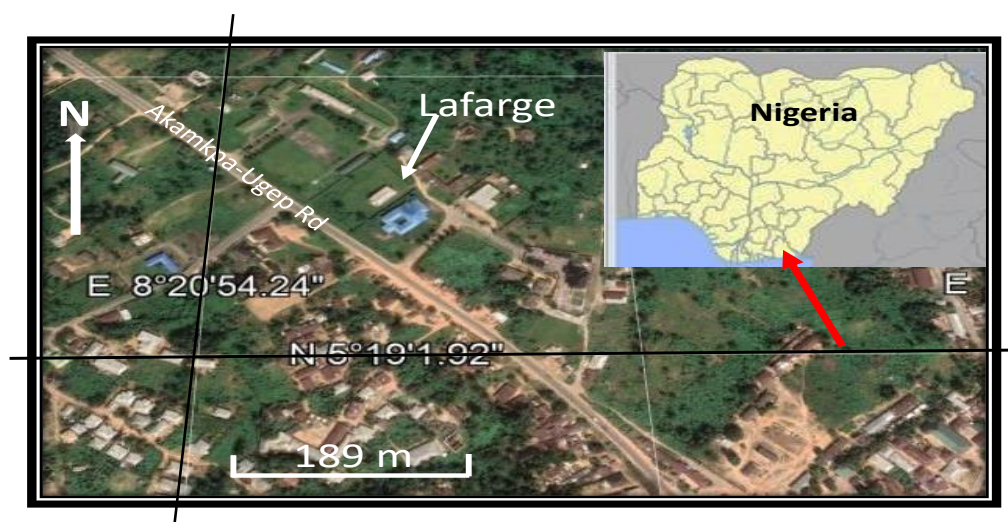 Lafarge
Nigeria
N
Akamkpa-Ugep Rd
E 8°20'54.24"
E
N 5°19'1.92"
189 m